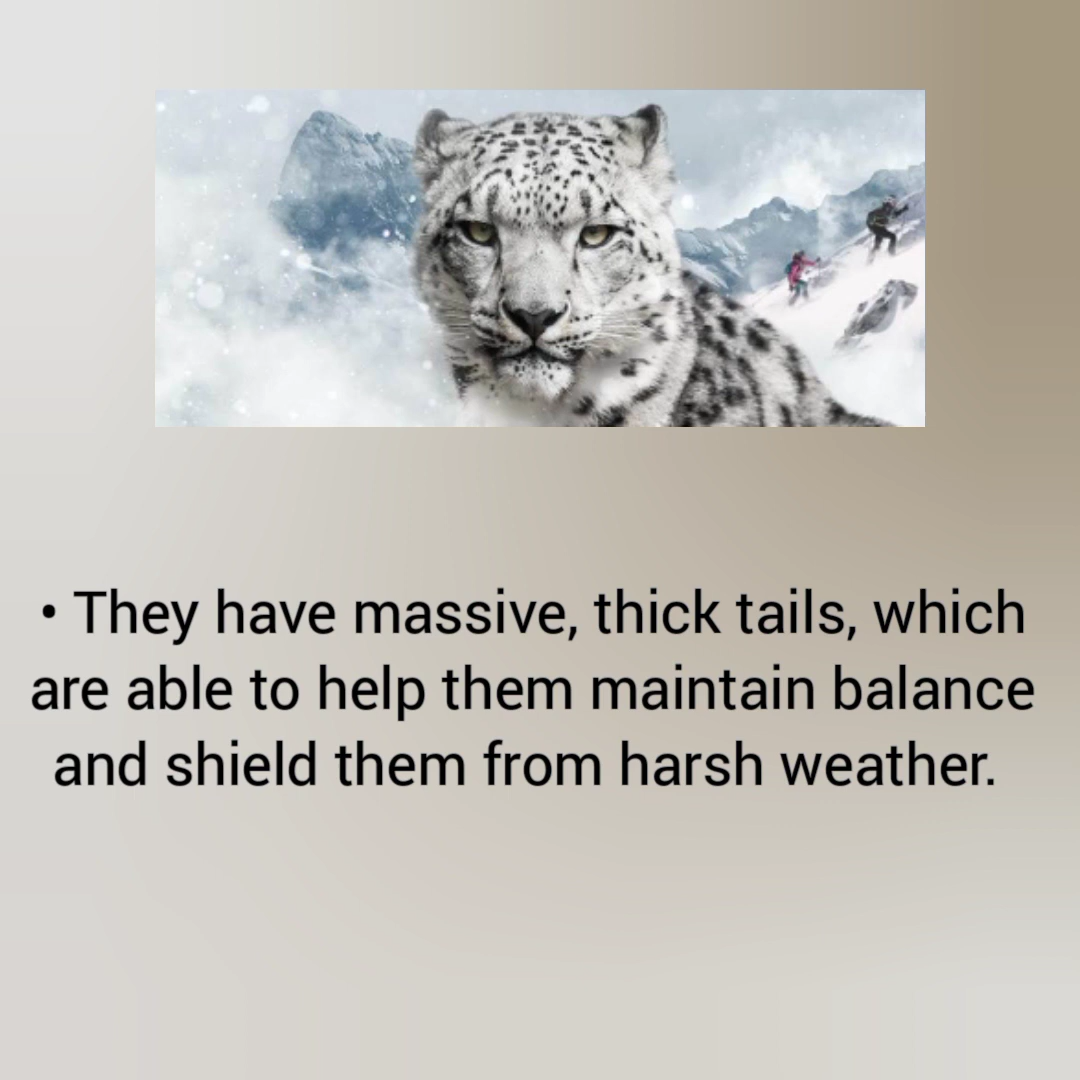 • They have massive, thick tails, which
are able to help them maintain balance
and shield them from harsh weather.